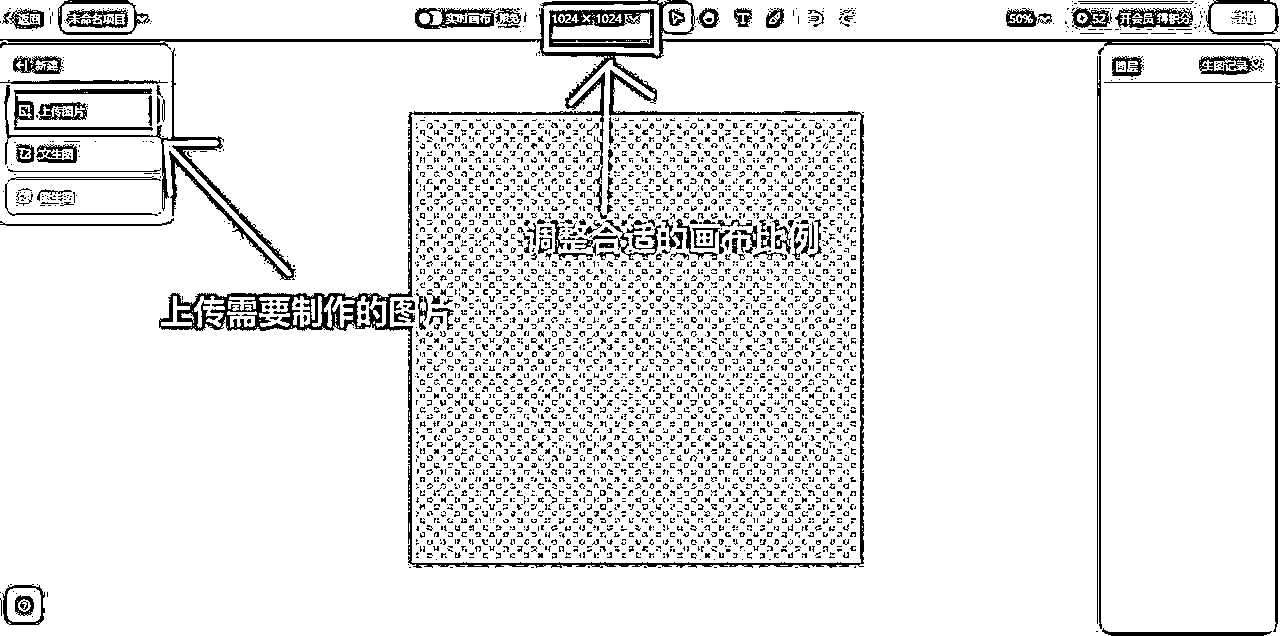 返回 未命名项目
实时画布
1024 × 1024
T
50%
52 开会员 得积分
导出
新建
上传图片
文生图
图生图
图层 生图记录
调整合适的画布比例
上传需要制作的图片